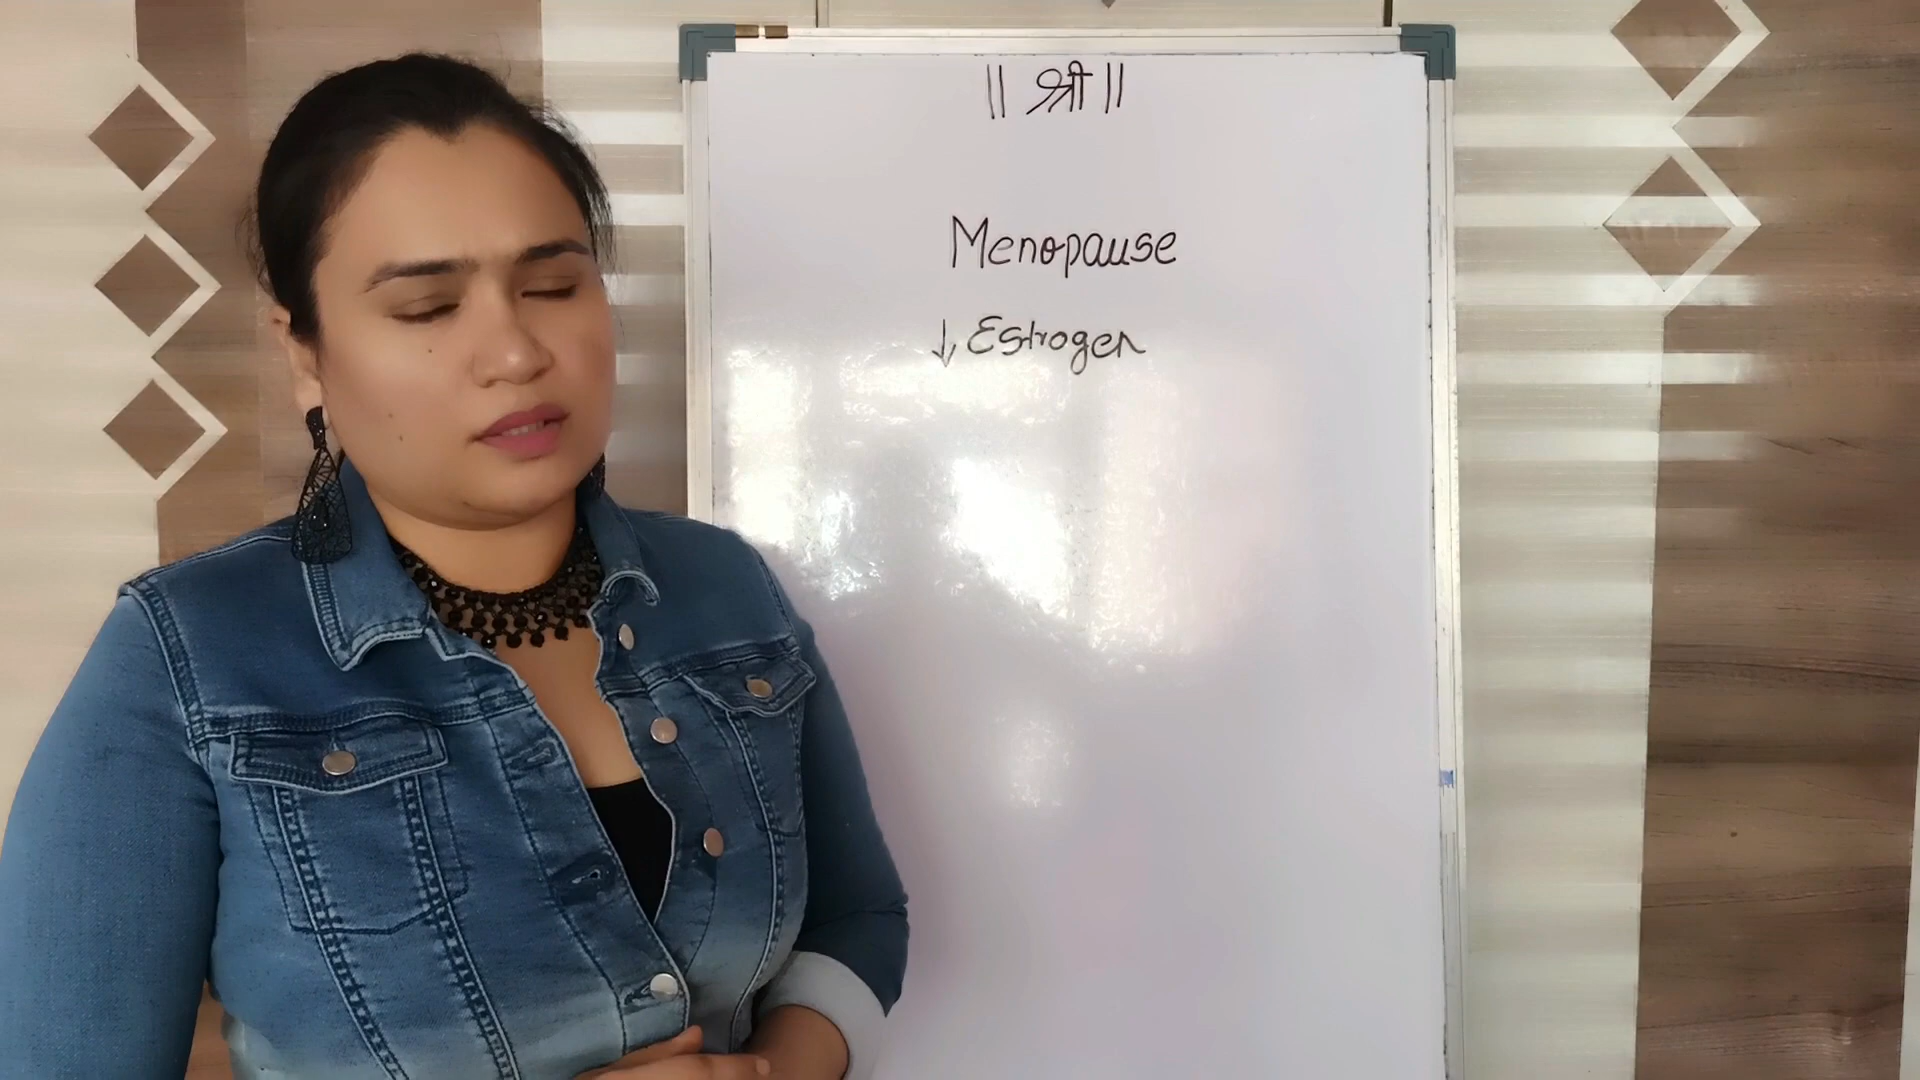 || श्री ||
Menopause
↓ Estrogen